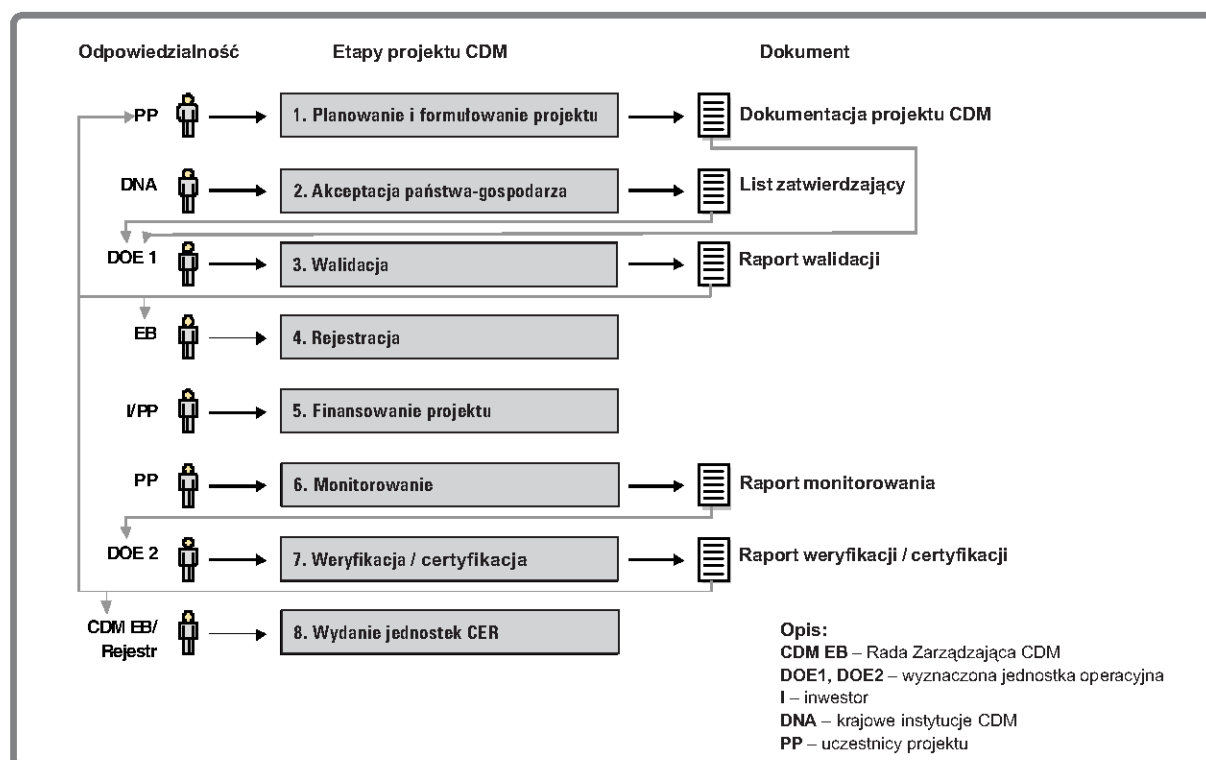 Odpowiedzialność Etapy projektu CDM Dokument
PP 1. Planowanie i formułowanie projektu Dokumentacja projektu CDM
DNA 2. Akceptacja państwa-gospodarza List zatwierdzający
DOE 1 3. Walidacja Raport walidacji
EB 4. Rejestracja
I/PP 5. Finansowanie projektu
PP 6. Monitorowanie Raport monitorowania
DOE 2 7. Weryfikacja / certyfikacja Raport weryfikacji / certyfikacji
CDM EB/
Rejestr 8. Wydanie jednostek CER
Opis:
CDM EB – Rada Zarządzająca CDM
DOE1, DOE2 – wyznaczona jednostka operacyjna
I – inwestor
DNA – krajowe instytucje CDM
PP – uczestnicy projektu